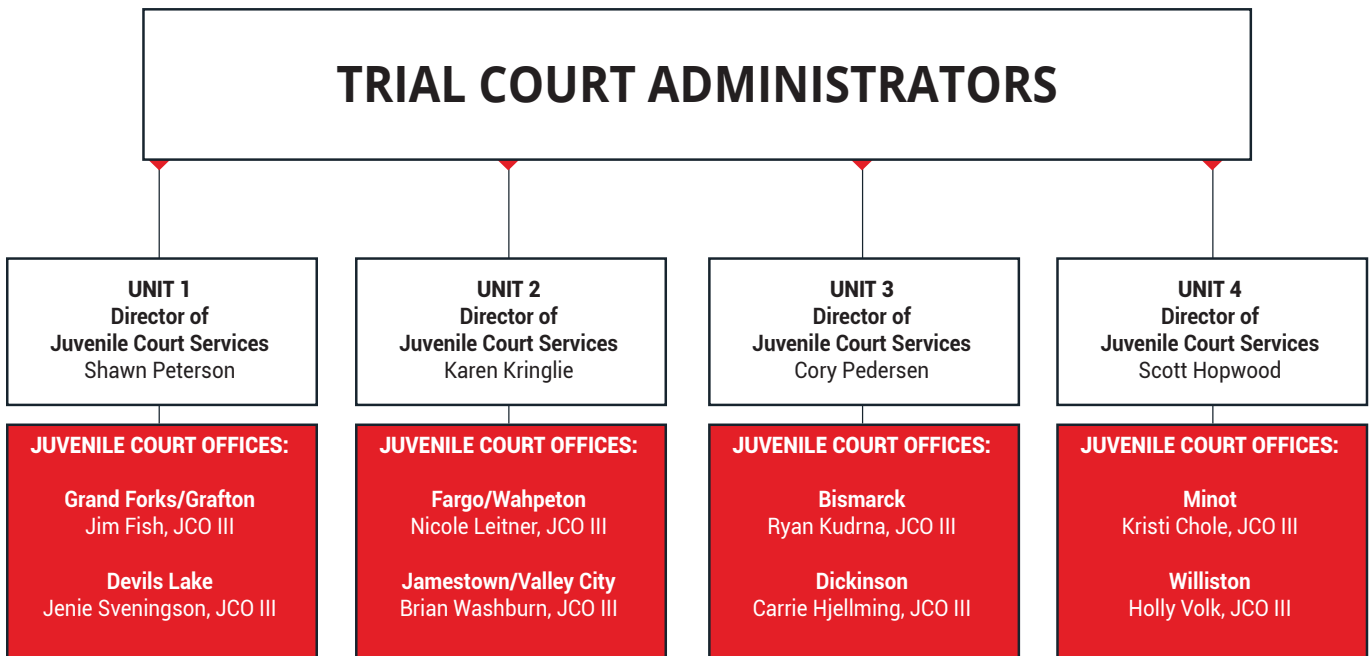 TRIAL COURT ADMINISTRATORS
UNIT 1
Director of
Juvenile Court Services
Shawn Peterson
UNIT 2
Director of
Juvenile Court Services
Karen Kringlie
UNIT 3
Director of
Juvenile Court Services
Cory Pedersen
UNIT 4
Director of
Juvenile Court Services
Scott Hopwood
JUVENILE COURT OFFICES:
Grand Forks/Grafton
Jim Fish, JCO III
Devils Lake
Jenie Sveningson, JCO III
JUVENILE COURT OFFICES:
Fargo/Wahpeton
Nicole Leitner, JCO III
Jamestown/Valley City
Brian Washburn, JCO III
JUVENILE COURT OFFICES:
Bismarck
Ryan Kudrna, JCO III
Dickinson
Carrie Hjellming, JCO III
JUVENILE COURT OFFICES:
Minot
Kristi Chole, JCO III
Williston
Holly Volk, JCO III